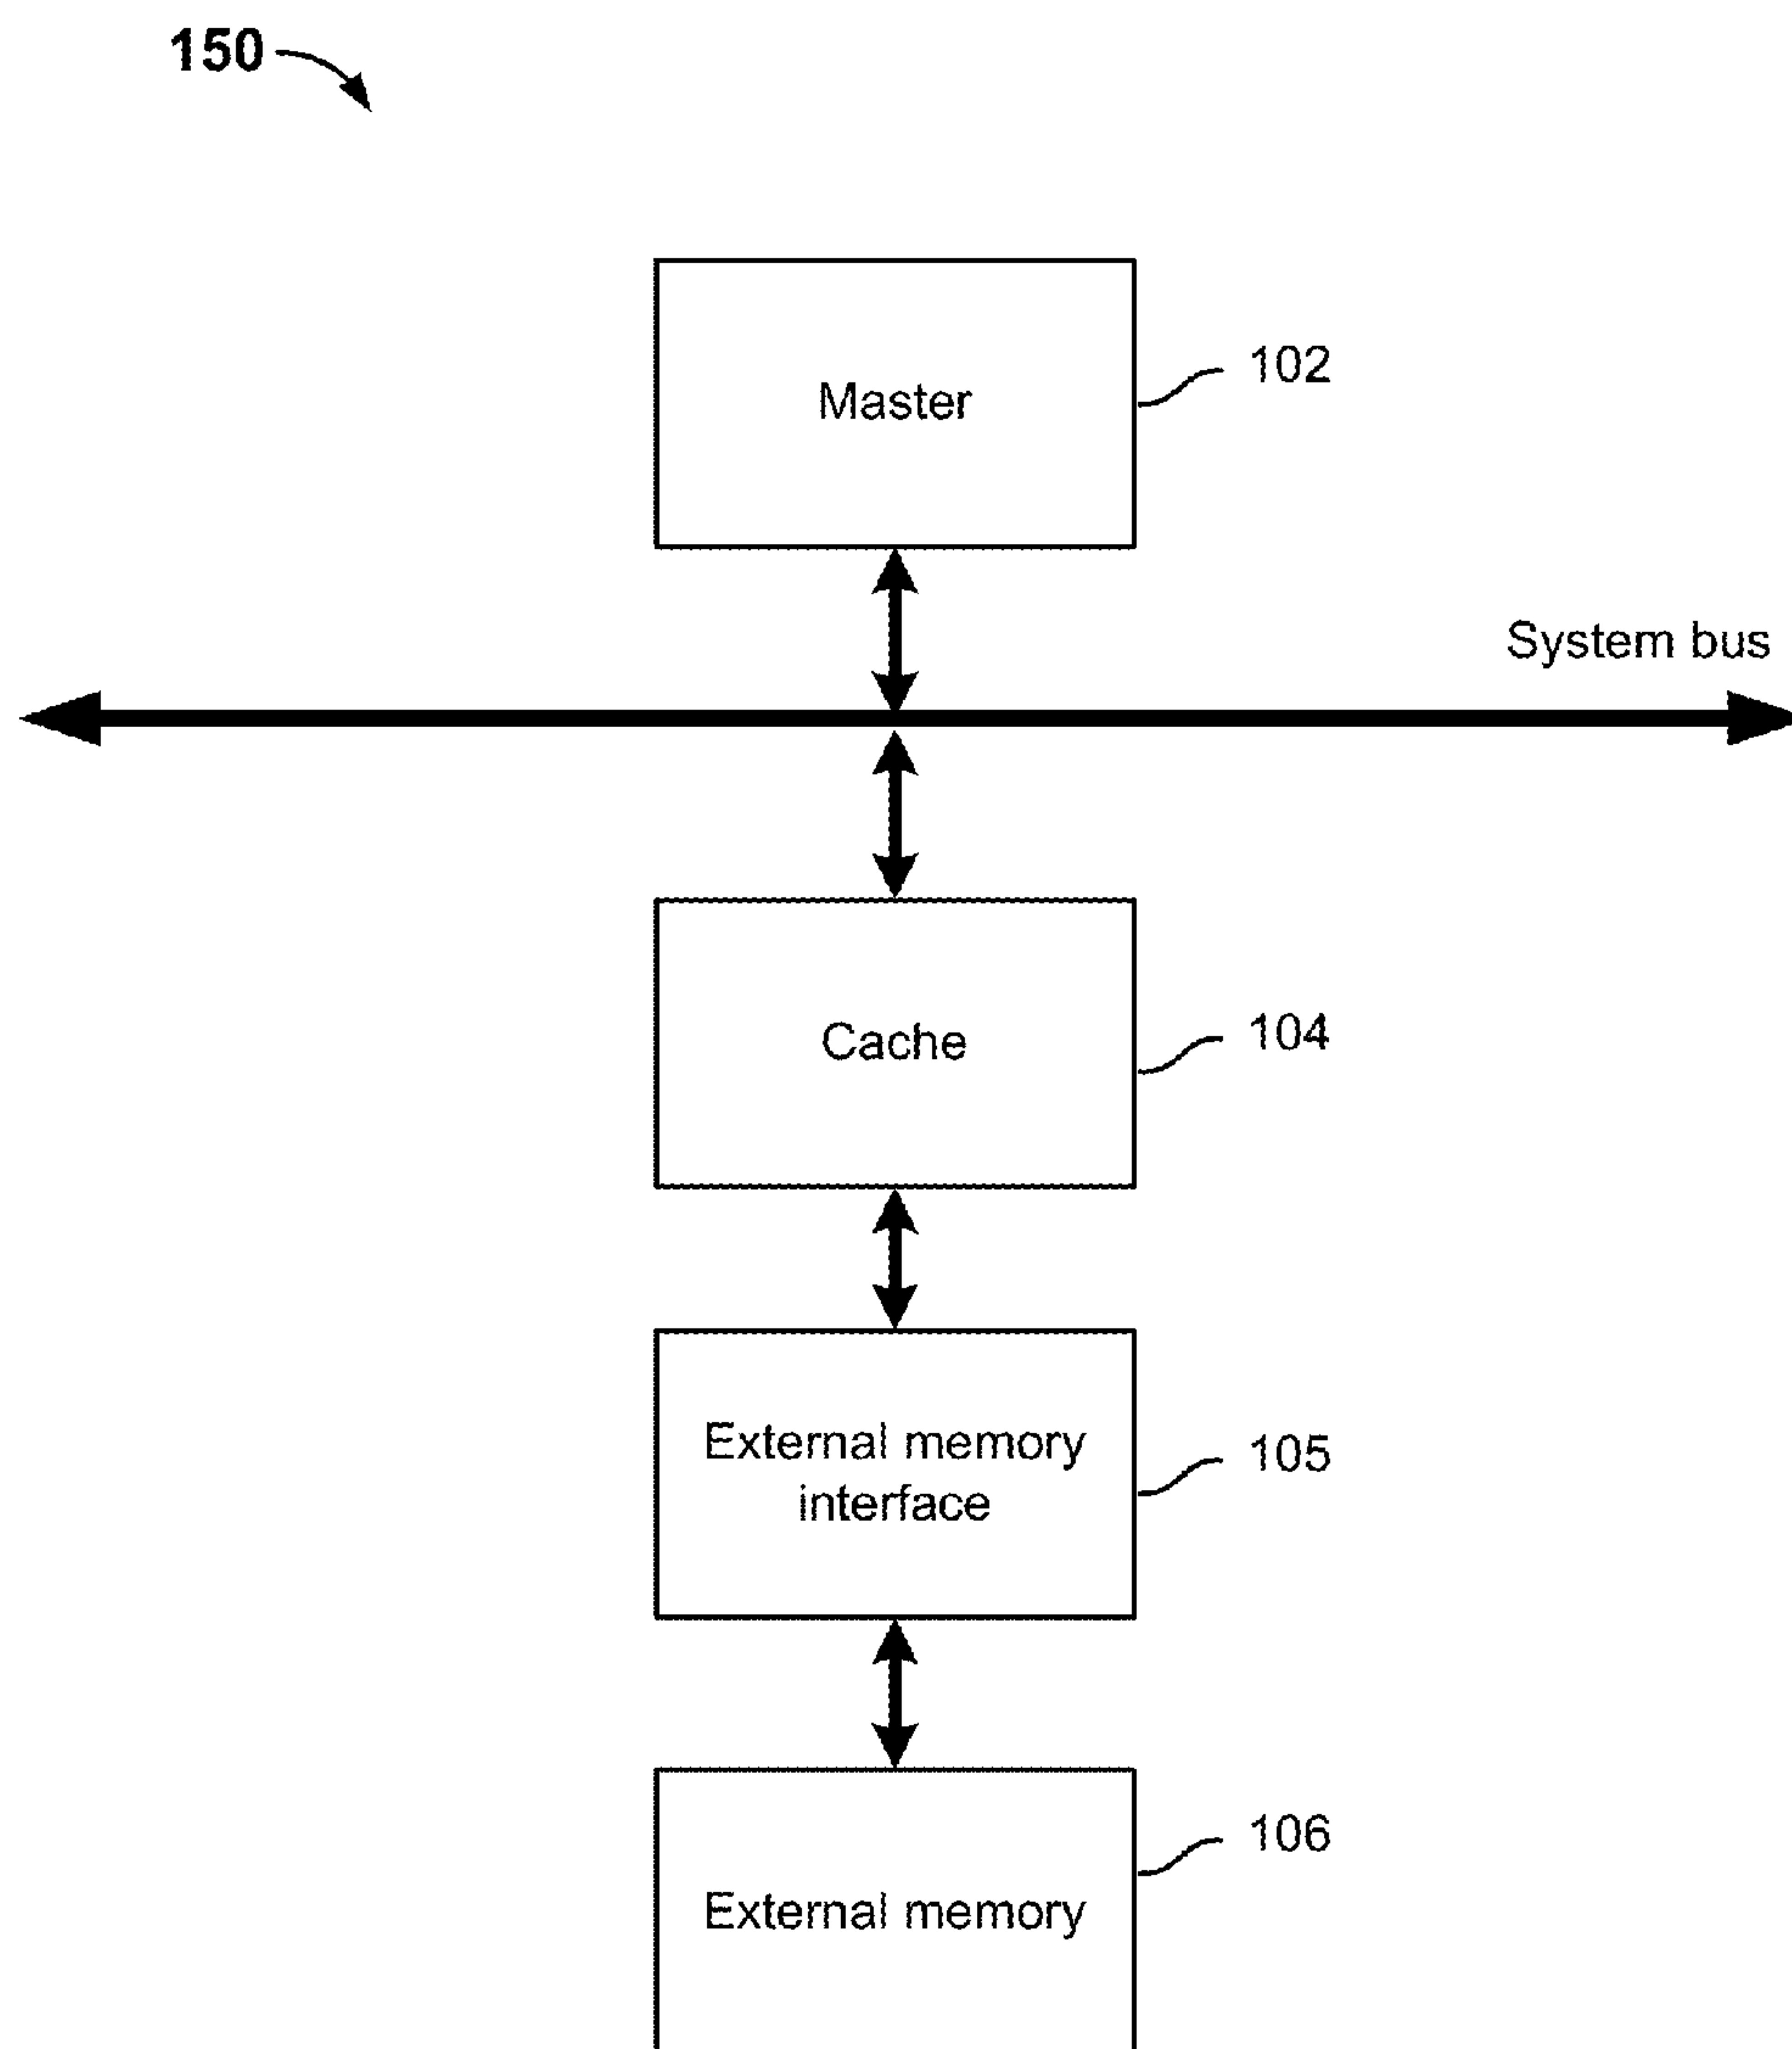 150
Master
102
System bus
Cache
104
External memory
interface
105
106
External memory